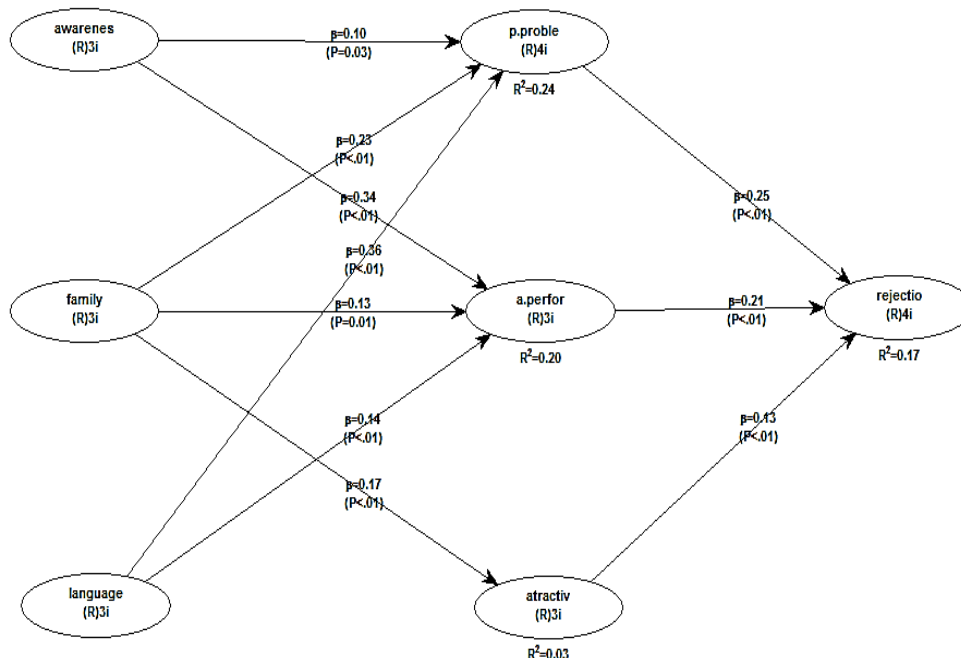 awarenes
(R)3i
β=0.10
(P=0.03)
p.proble
(R)4i
R²=0.24
β=0.23
(P<.01)
β=0.34
(P<.01)
β=0.25
(P<.01)
β=0.36
(P<.01)
family
(R)3i
β=0.13
(P=0.01)
a.perfor
(R)3i
R²=0.20
β=0.21
(P<.01)
rejectio
(R)4i
R²=0.17
β=0.14
(P<.01)
β=0.13
(P<.01)
β=0.17
(P<.01)
language
(R)3i
atractiv
(R)3i
R²=0.03